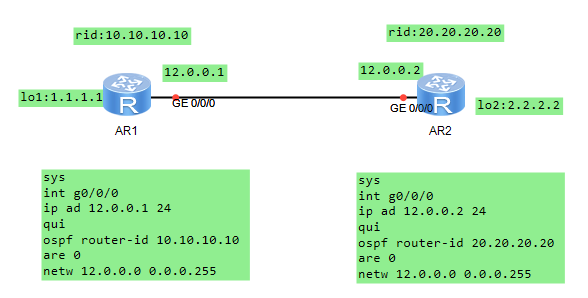 rid:10.10.10.10
rid:20.20.20.20
12.0.0.1
12.0.0.2
lo1:1.1.1.1
GE 0/0/0
GE 0/0/0
lo2:2.2.2.2
AR1
AR2
sys
int g0/0/0
ip ad 12.0.0.1 24
qui
ospf router-id 10.10.10.10
are 0
netw 12.0.0.0 0.0.0.255
sys
int g0/0/0
ip ad 12.0.0.2 24
qui
ospf router-id 20.20.20.20
are 0
netw 12.0.0.0 0.0.0.255